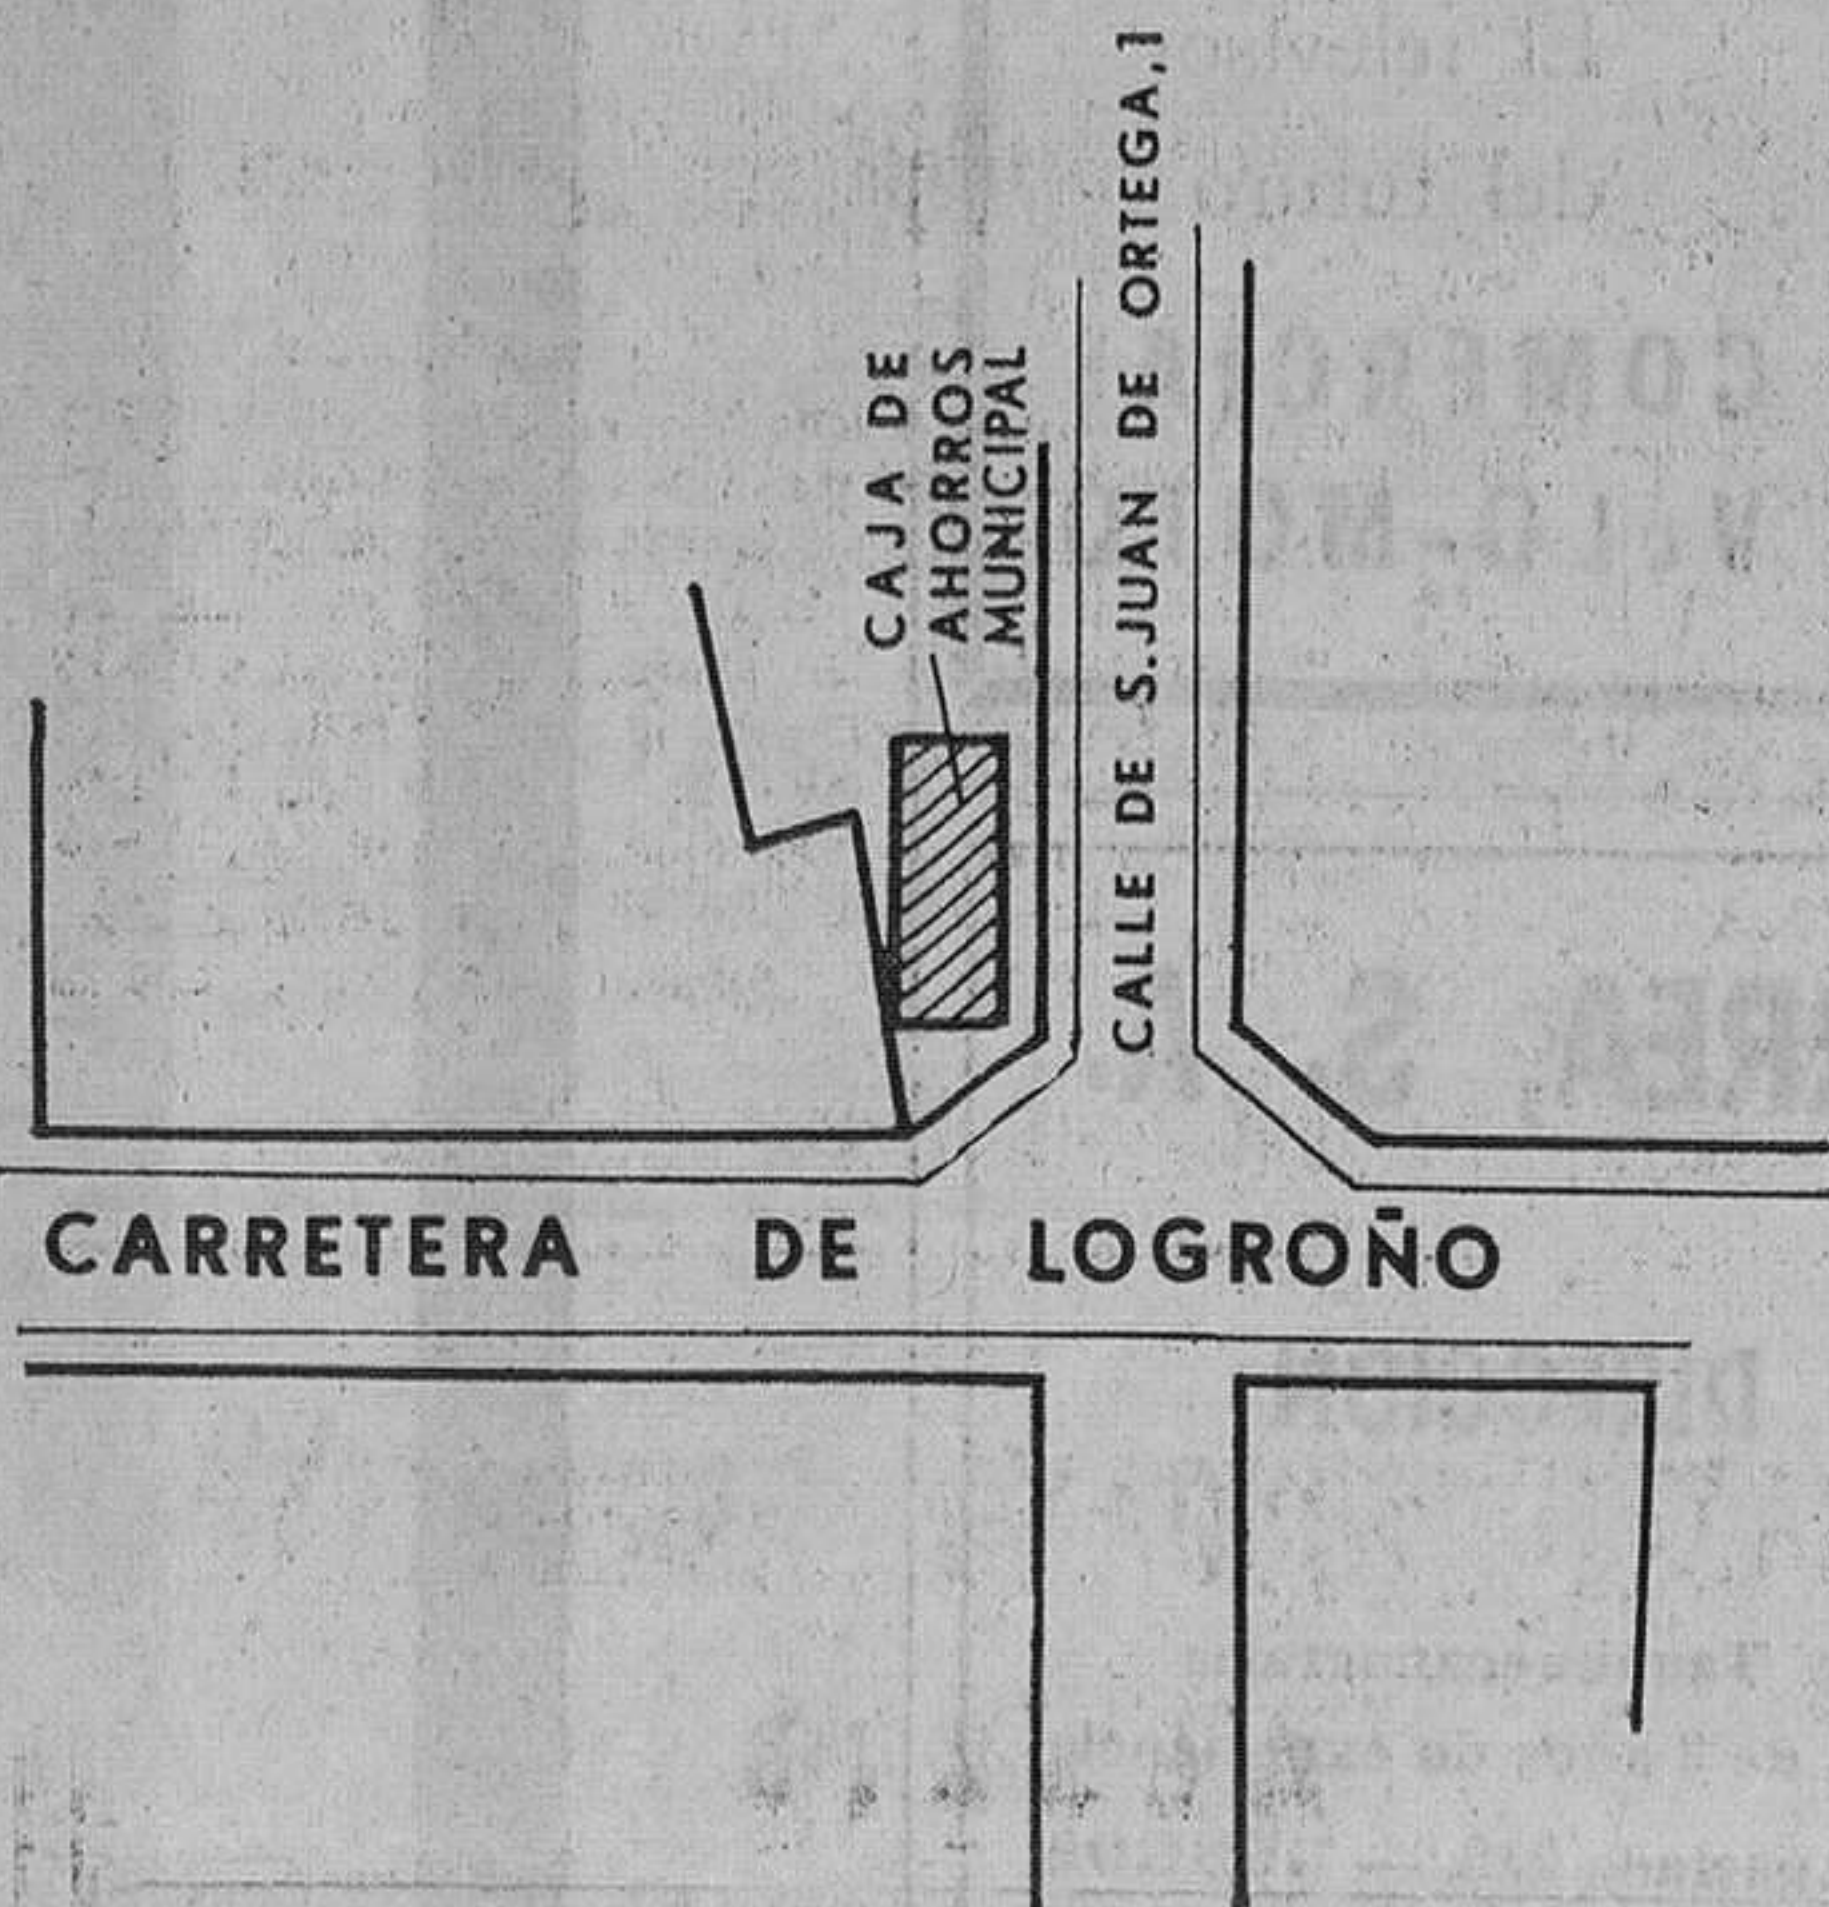 CAJA DE
AHORROS
MUNICIPAL
CALLE DE S. JUAN DE ORTEGA, 1
CARRETERA DE LOGROÑO